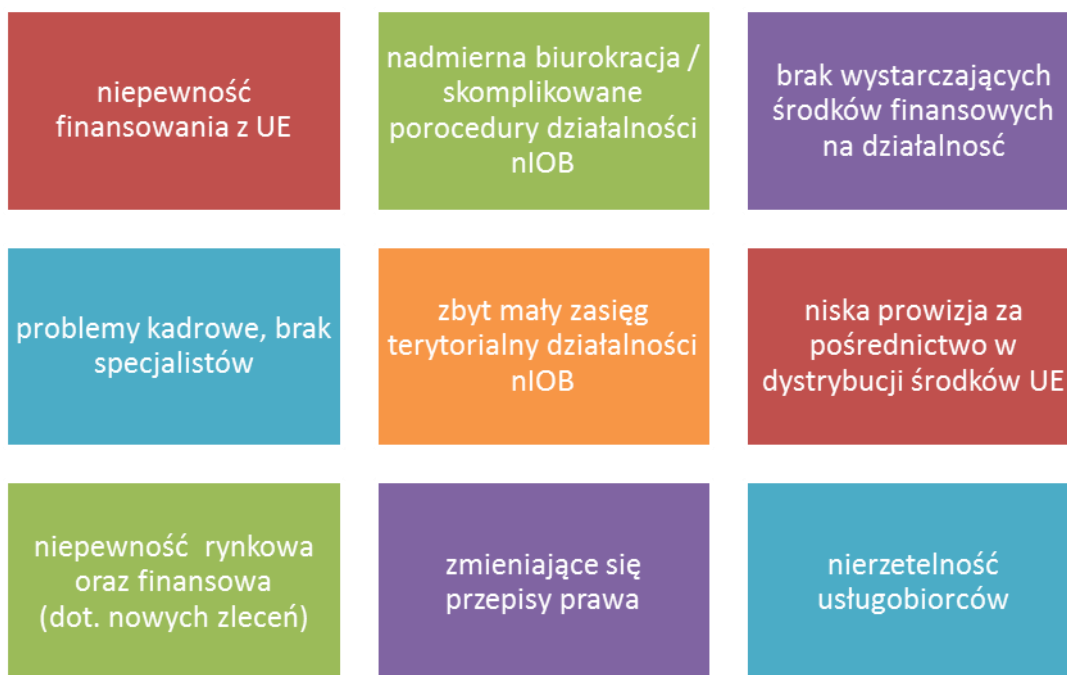 niepewność
finansowania z UE
nadmierna biurokracja /
skomplikowane
porocedury działalności
nIOB
brak wystarczających
środków finansowych
na działalnosć
problemy kadrowe, brak
specjalistów
zbyt mały zasięg
terytorialny działalności
nIOB
niska prowizja za
pośrednictwo w
dystrybucji środków UE
niepewność rynkowa
oraz finansowa
(dot. nowych zleceń)
zmieniające się
przepisy prawa
nierzetelność
usługobiorców